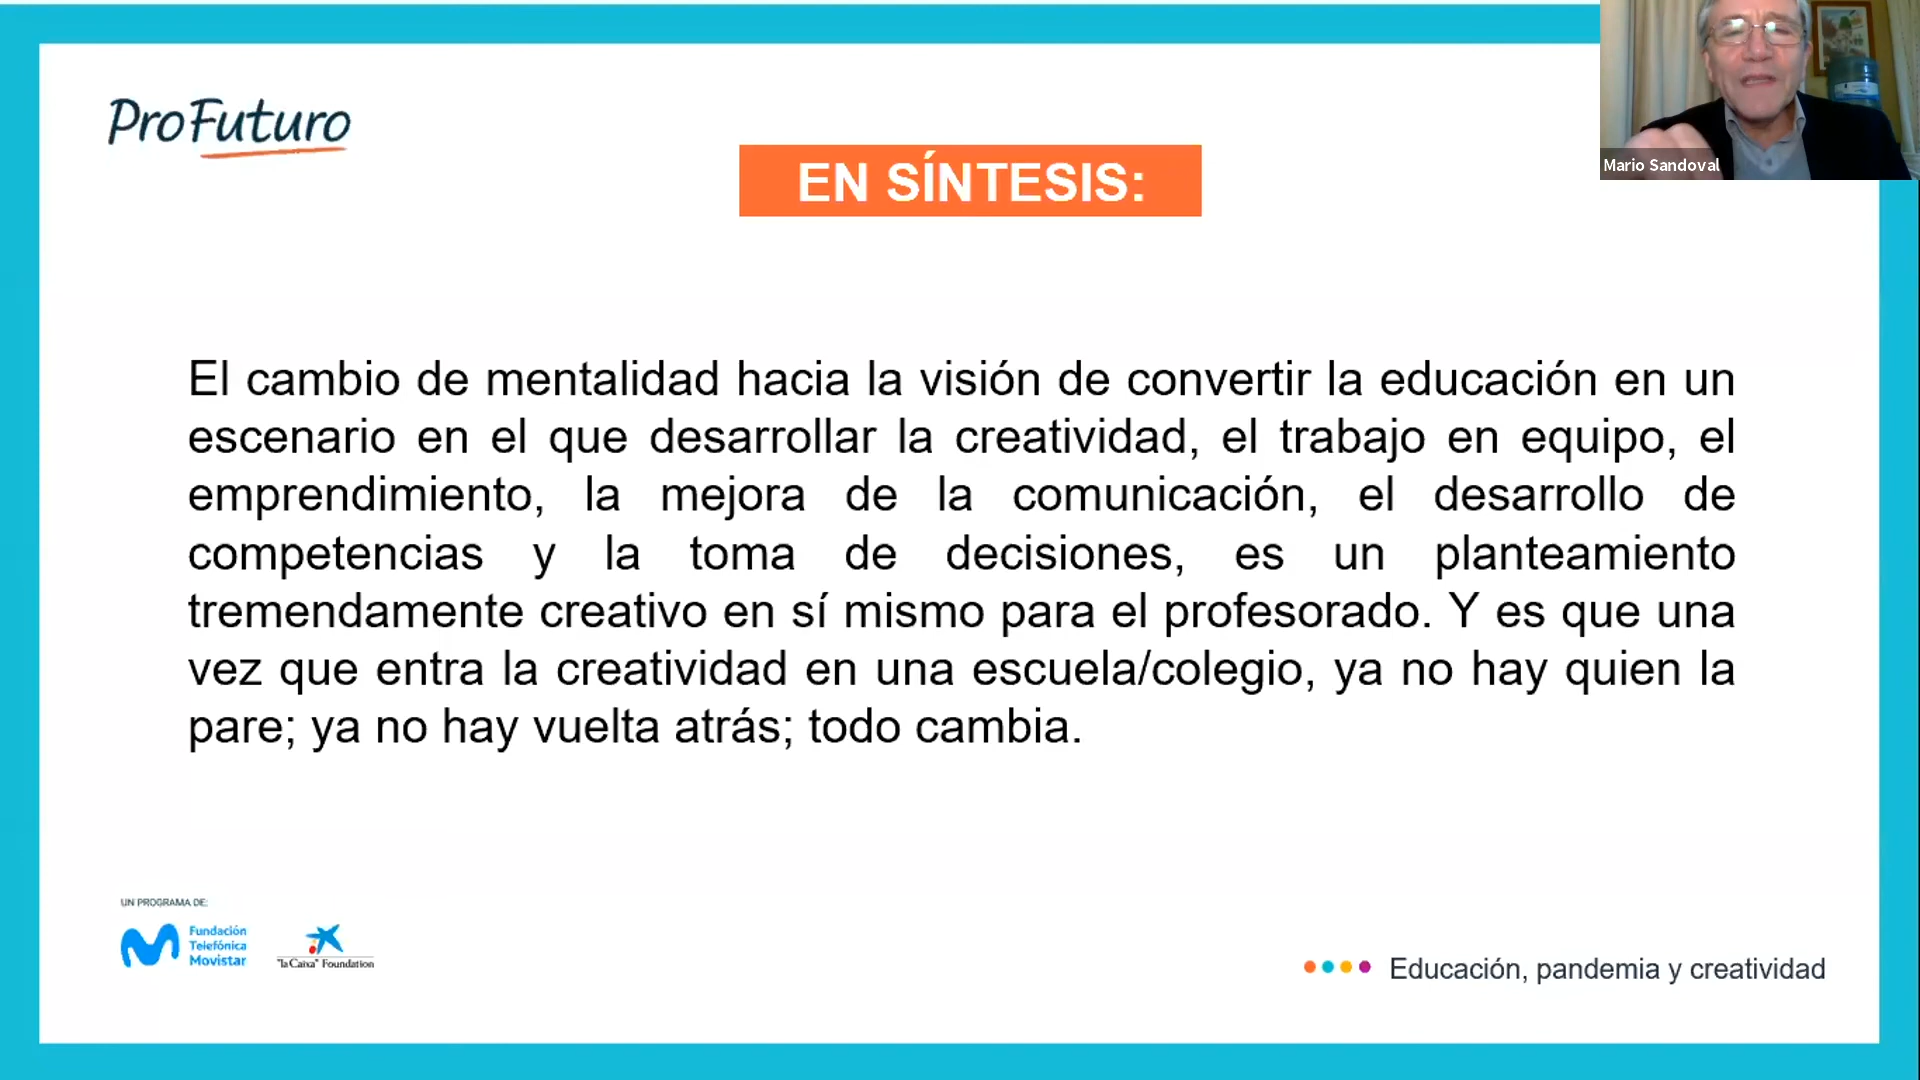 ProFuturo
Mario Sandoval
EN SÍNTESIS:
El cambio de mentalidad hacia la visión de convertir la educación en un
escenario en el que desarrollar la creatividad, el trabajo en equipo, el
emprendimiento, la mejora de la comunicación, el desarrollo de
competencias y la toma de decisiones, es un planteamiento
tremendamente creativo en sí mismo para el profesorado. Y es que una
vez que entra la creatividad en una escuela/colegio, ya no hay quien la
pare; ya no hay vuelta atrás; todo cambia.
UN PROGRAMA DE:
Fundación
Telefónica
Movistar
"la Caixa" Foundation
Educación, pandemia y creatividad